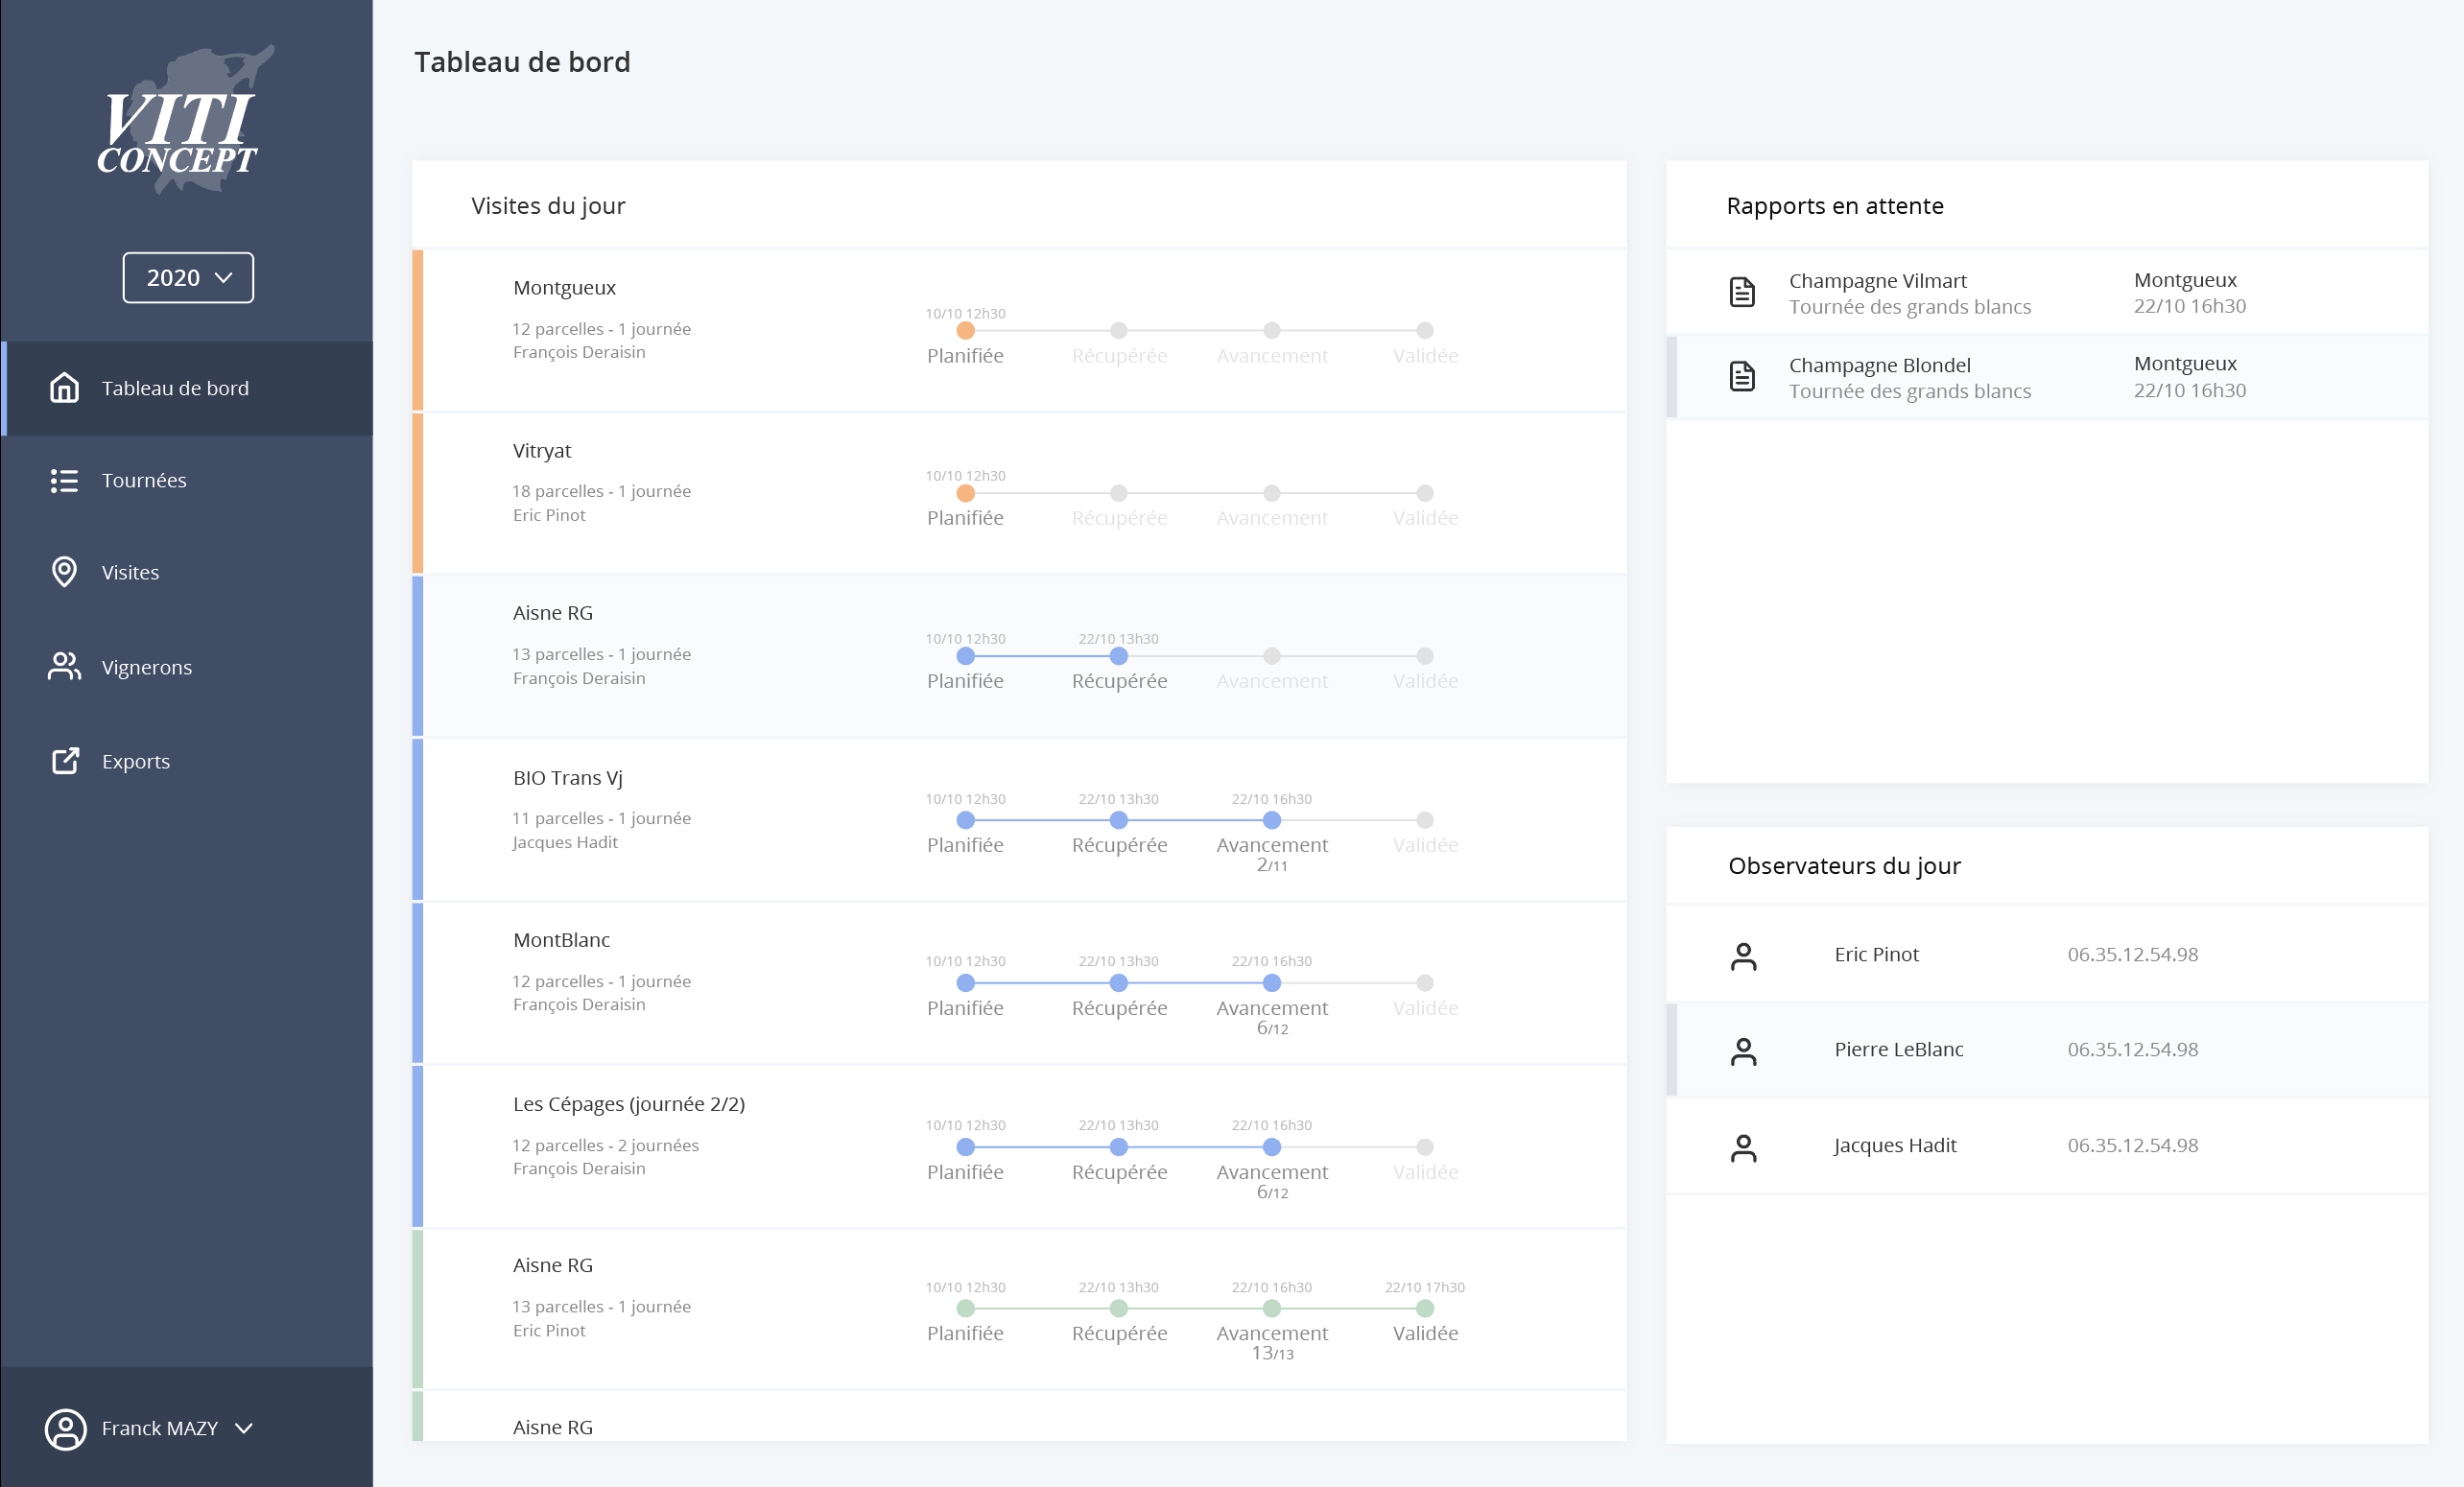 VITI
CONCEPT
2020
Tableau de bord
Tournées
Visites
Vignerons
Exports
Franck MAZY
Tableau de bord
Visites du jour
Montgueux
12 parcelles - 1 journée
François Deraisin
10/10 12h30
Planifiée Récupérée Avancement Validée
Vitryat
18 parcelles - 1 journée
Eric Pinot
10/10 12h30
Planifiée Récupérée Avancement Validée
Aisne RG
13 parcelles - 1 journée
François Deraisin
10/10 12h30 22/10 13h30
Planifiée Récupérée Avancement Validée
BIO Trans Vj
11 parcelles - 1 journée
Jacques Hadit
10/10 12h30 22/10 13h30 22/10 16h30
Planifiée Récupérée Avancement Validée
2/11
MontBlanc
12 parcelles - 1 journée
François Deraisin
10/10 12h30 22/10 13h30 22/10 16h30
Planifiée Récupérée Avancement Validée
6/12
Les Cépages (journée 2/2)
12 parcelles - 2 journées
François Deraisin
10/10 12h30 22/10 13h30 22/10 16h30
Planifiée Récupérée Avancement Validée
6/12
Aisne RG
13 parcelles - 1 journée
Eric Pinot
10/10 12h30 22/10 13h30 22/10 16h30 22/10 17h30
Planifiée Récupérée Avancement Validée
13/13
Aisne RG
Rapports en attente
Champagne Vilmart Montgueux
Tournée des grands blancs 22/10 16h30
Champagne Blondel Montgueux
Tournée des grands blancs 22/10 16h30
Observateurs du jour
Eric Pinot 06.35.12.54.98
Pierre LeBlanc 06.35.12.54.98
Jacques Hadit 06.35.12.54.98